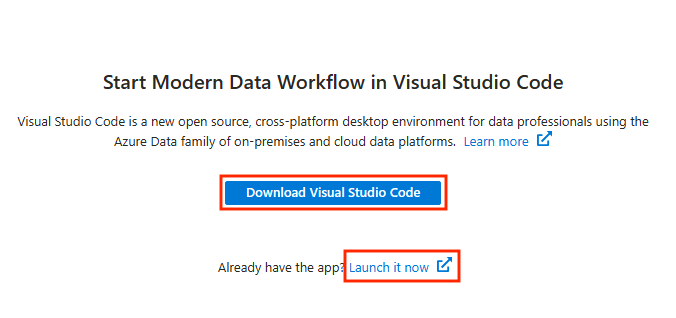 Start Modern Data Workflow in Visual Studio Code
Visual Studio Code is a new open source, cross-platform desktop environment for data professionals using the
Azure Data family of on-premises and cloud data platforms. Learn more
Download Visual Studio Code
Already have the app? Launch it now